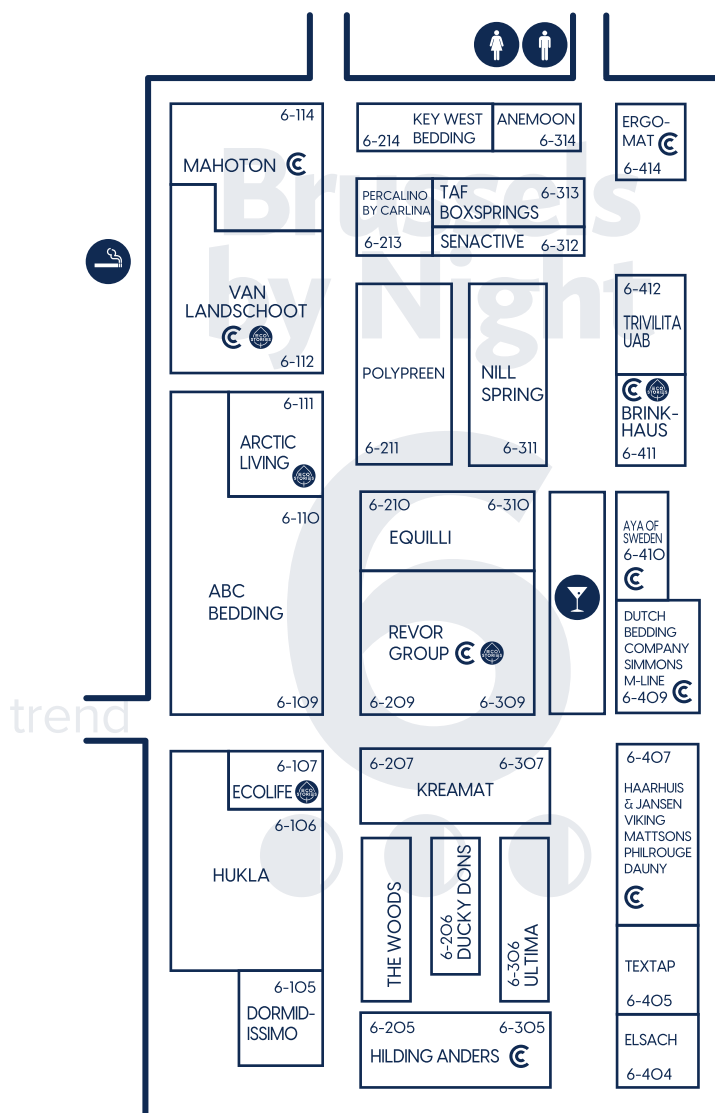 6-114
MAHOTON
VAN
LANDSCHOOT
ECO
STORIES
6-112
6-111
ARCTIC
LIVING
ECO
STORIES
6-110
ABC
BEDDING
6-109
6-107
ECOLIFE
ECO
STORIES
6-106
HUKLA
6-105
DORMID-
ISSIMO
KEY WEST
6-214 BEDDING
ANEMOON
6-314
PERCALINO
BY CARLINA
6-213
TAF 6-313
BOXSPRINGS
SENACTIVE 6-312
POLYPREEN
6-211
NILL
SPRING
6-311
6-210 6-310
EQUILLI
REVOR
GROUP
ECO
STORIES
6-209 6-309
6-207 6-307
KREAMAT
THE WOODS
6-206
DUCKY DONS
6-306
ULTIMA
6-205 6-305
HILDING ANDERS
ERGO-
MAT
6-414
6-412
TRIVILITA
UAB
ECO
STORIES
BRINK-
HAUS
6-411
AYA OF
SWEDEN
6-410
DUTCH
BEDDING
COMPANY
SIMMONS
M-LINE
6-409
6-407
HAARHUIS
& JANSEN
VIKING
MATTSONS
PHILROUGE
DAUNY
TEXTAP
6-405
ELSACH
6-404
Brussels
by Night
6
trend